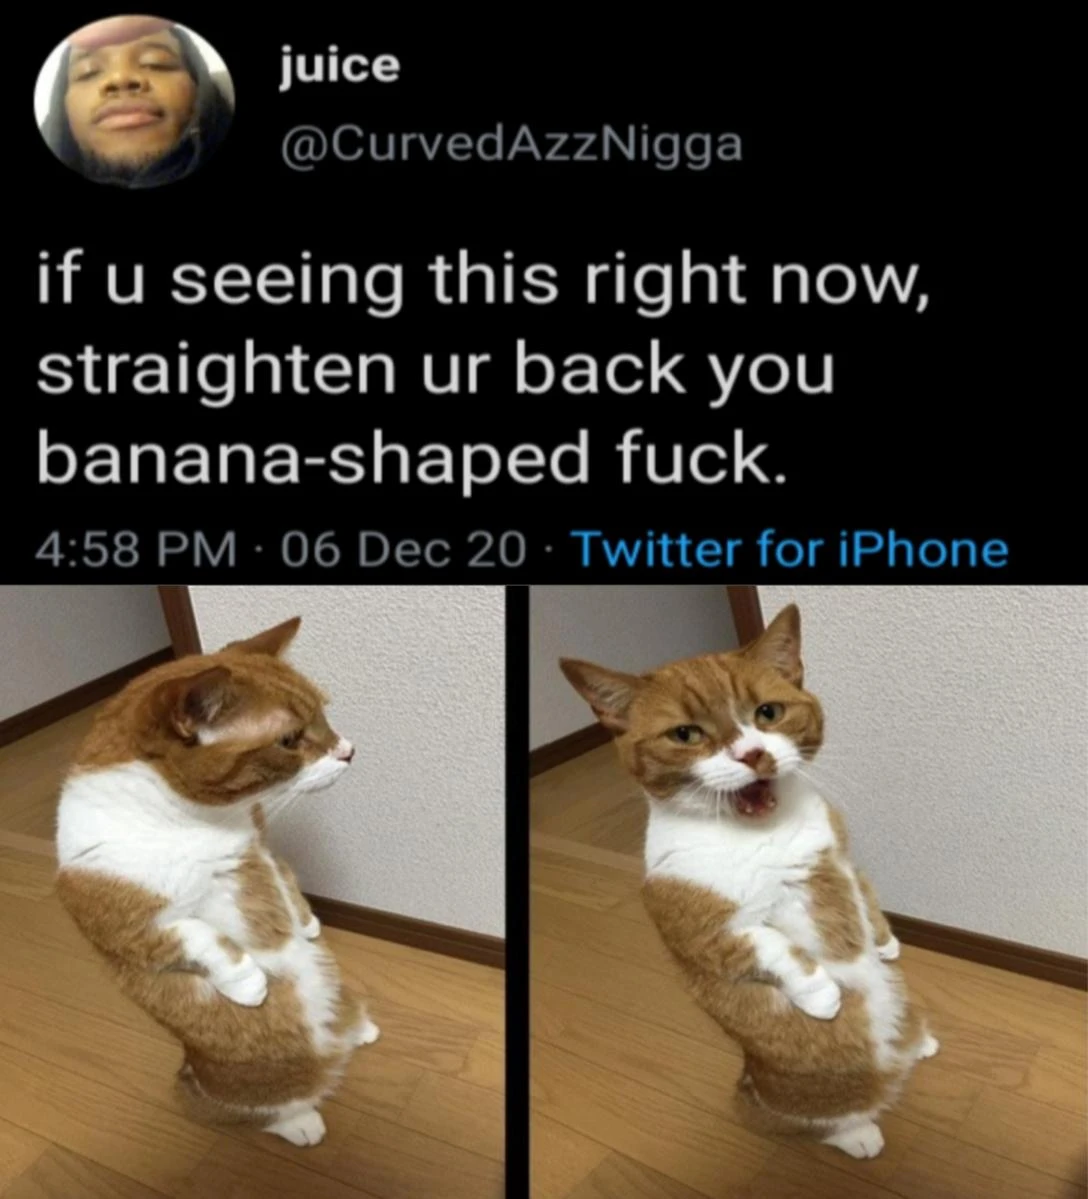 juice
@CurvedAzzNigga
if u seeing this right now,
straighten ur back you
banana-shaped fuck.
4:58 PM · 06 Dec 20 · Twitter for iPhone